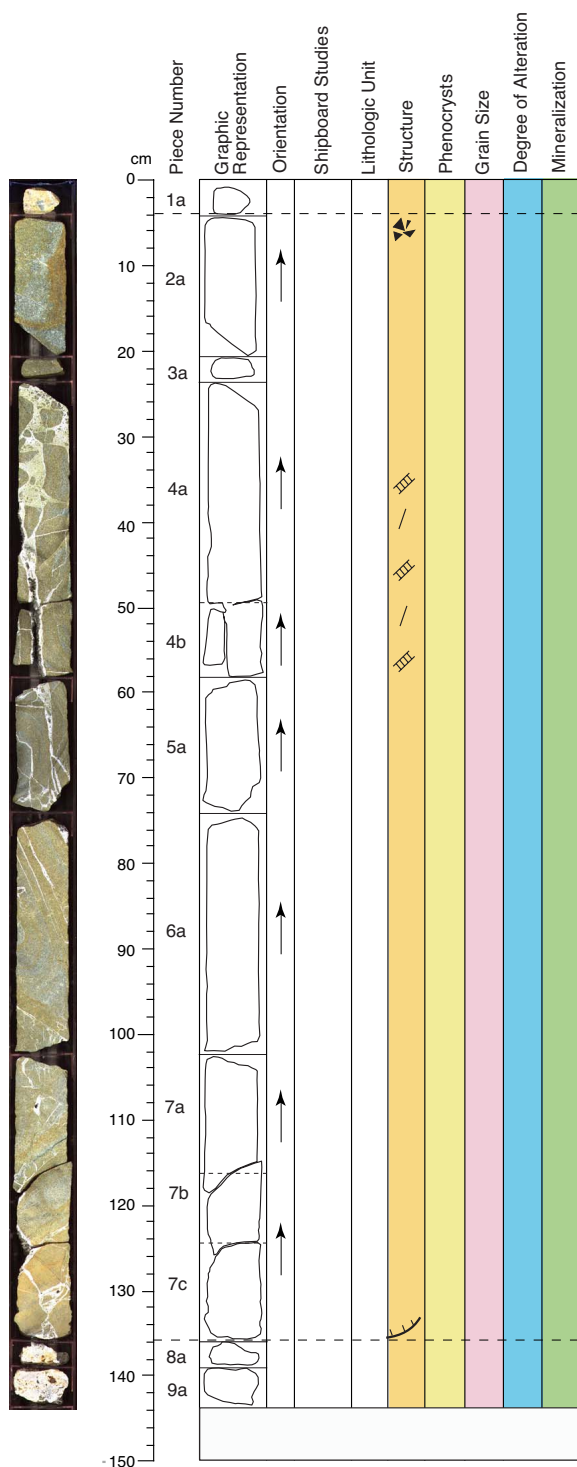 cm
Piece Number
Graphic
Representation
Orientation
Shipboard Studies
Lithologic Unit
Structure
Phenocrysts
Grain Size
Degree of Alteration
Mineralization
0
1a
10
2a
20
3a
30
4a
40
50
4b
60
5a
70
80
6a
90
100
7a
110
7b
120
7c
130
8a
140
9a
150